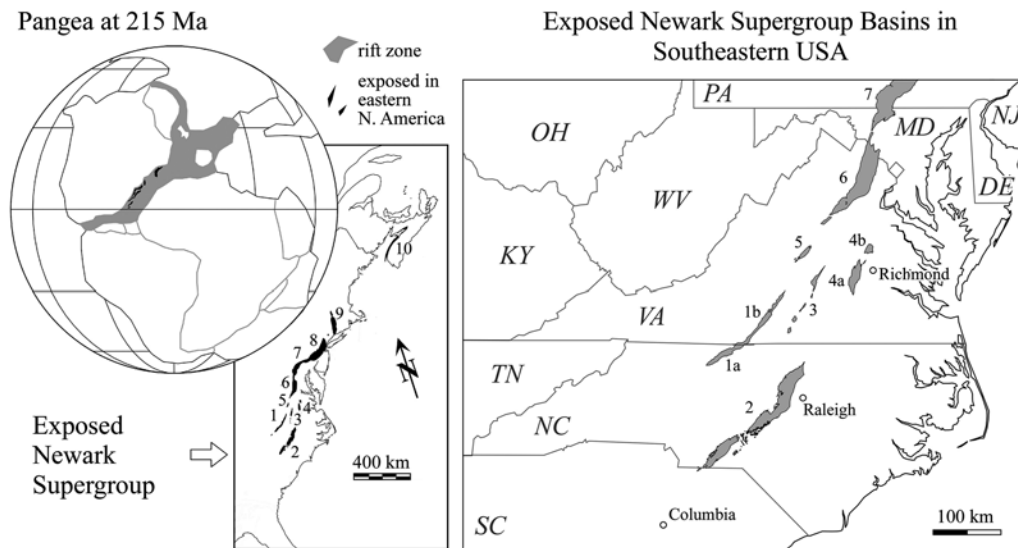 Pangea at 215 Ma
rift zone
exposed in
eastern
N. America
10
9
8
7
6
5
4
1
3
2
N
Exposed
Newark
Supergroup
400 km
Exposed Newark Supergroup Basins in
Southeastern USA
PA
7
OH
MD
NJ
WV
DE
6
KY
5
4b
4a
Richmond
1b
3
VA
1a
TN
2
Raleigh
NC
SC
Columbia
100 km